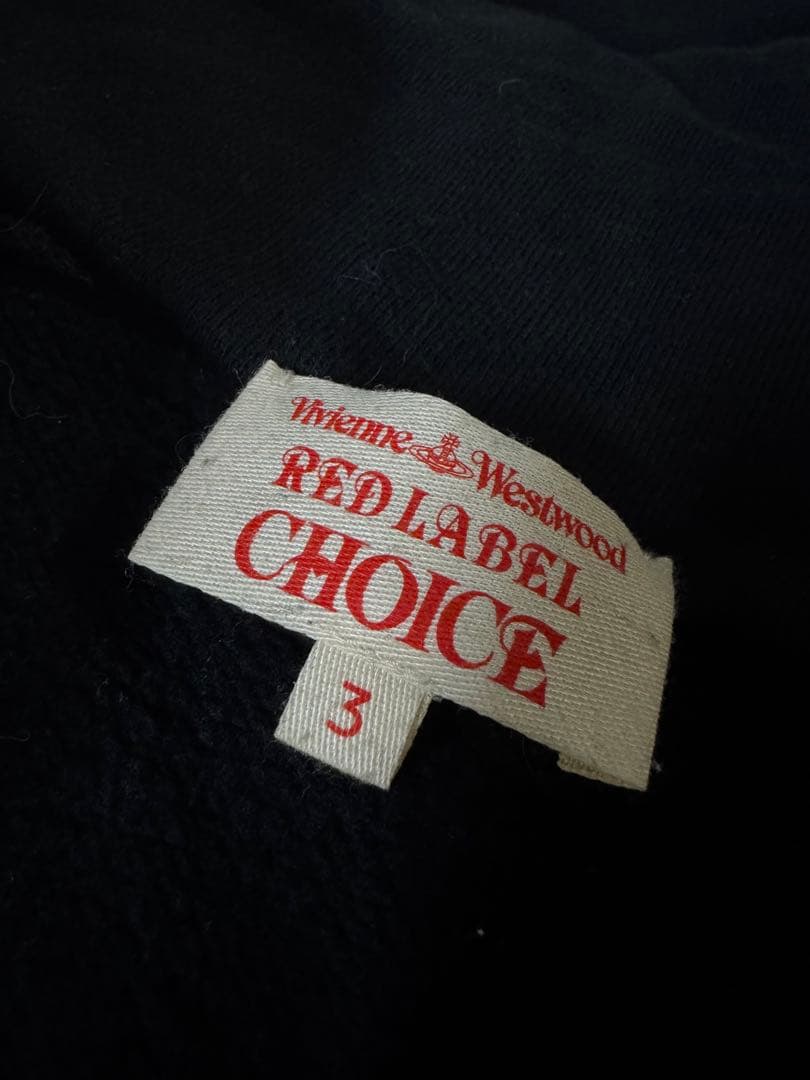 Vivienne Westwood
RED LABEL
CHOICE
3